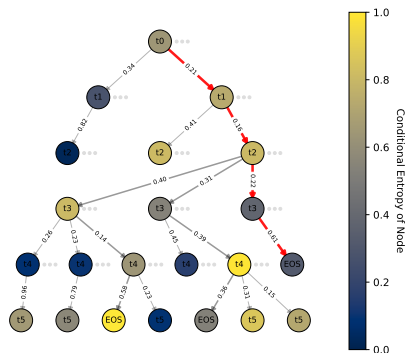 1.0
t0
0.34
0.21
t1
t1
0.8
0.82
0.41
0.16
t2
t2
t2
0.6
0.40
0.31
0.22
t3
t3
t3
0.4
0.26
0.23
0.14
0.45
0.39
0.61
t4
t4
t4
t4
t4
EOS
0.2
0.96
0.79
0.58
0.23
0.36
0.31
0.15
t5
t5
EOS
t5
EOS
t5
t5
0.0
Conditional Entropy of Node